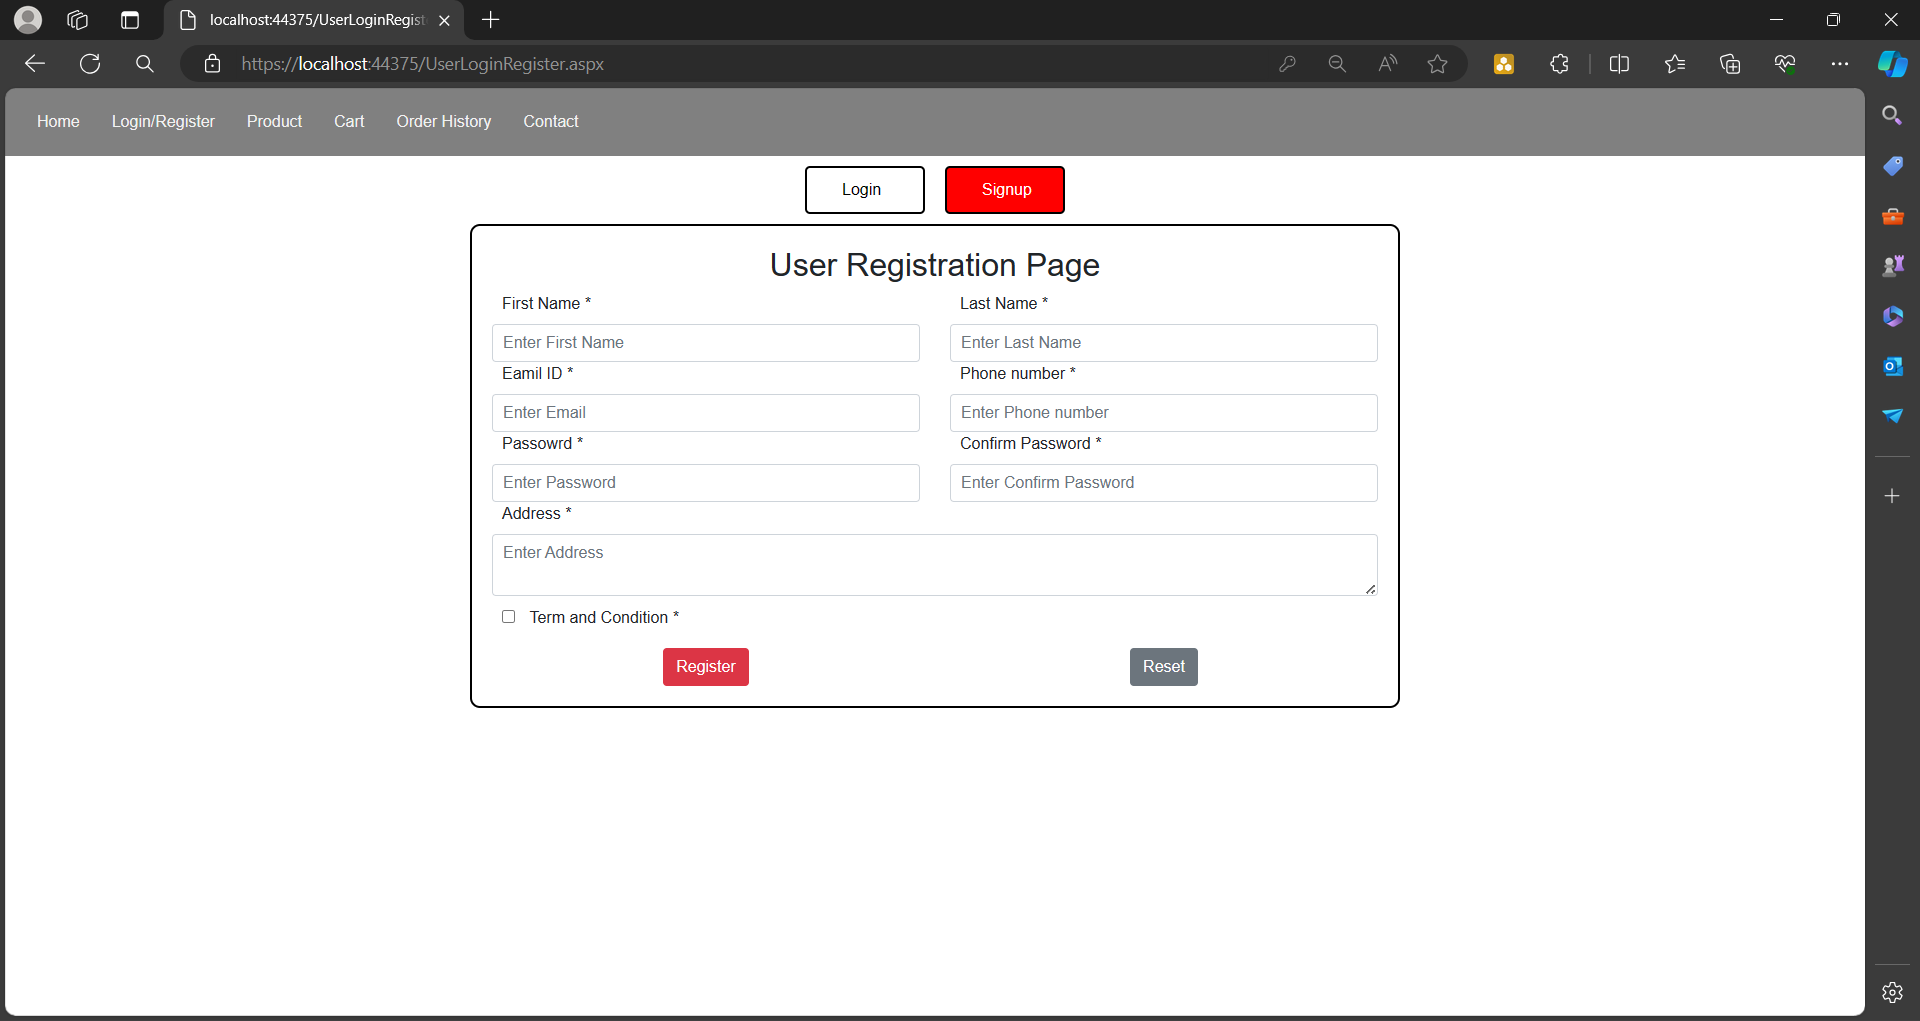 localhost:44375/UserLoginRegist
https://localhost:44375/UserLoginRegister.aspx
Home Login/Register Product Cart Order History Contact
Login Signup
User Registration Page
First Name * Last Name *
Enter First Name Enter Last Name
Eamil ID * Phone number *
Enter Email Enter Phone number
Passowrd * Confirm Password *
Enter Password Enter Confirm Password
Address *
Enter Address
Term and Condition *
Register Reset